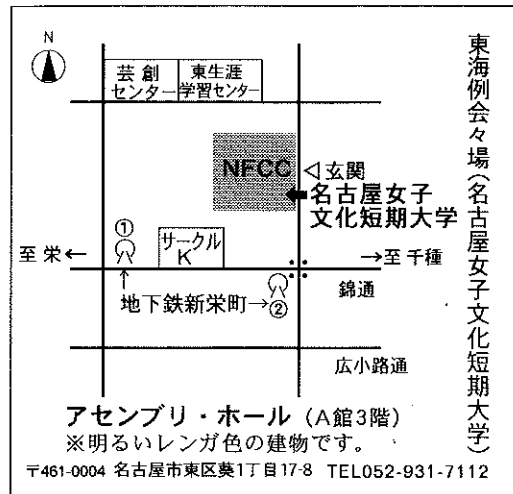 東海例会々場(名古屋女子文化短期大学)
N
芸創
センター
東生涯
学習センター
NFCC
◁玄関
←名古屋女子
文化短期大学
①
サークル
K
至栄←
→至千種
地下鉄新栄町→②
錦通
広小路通
アセンブリ・ホール (A館3階)
※明るいレンガ色の建物です。
〒461-0004 名古屋市東区葵1丁目17-8 TEL052-931-7112